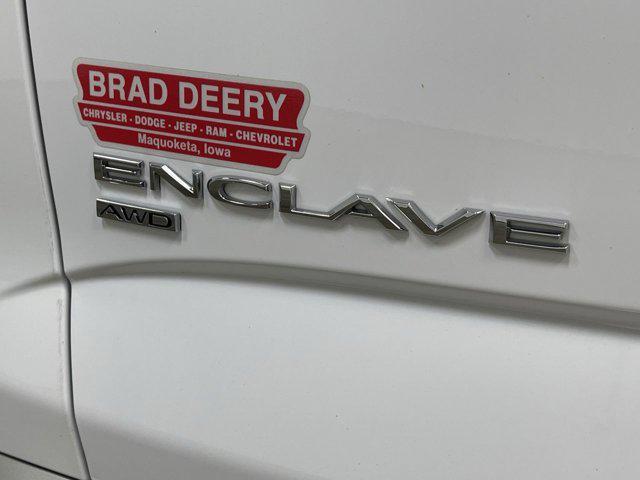 BRAD DEERY
CHRYSLER - DODGE - JEEP - RAM - CHEVROLET
Maquoketa, Iowa
ENCLAVE
AWD